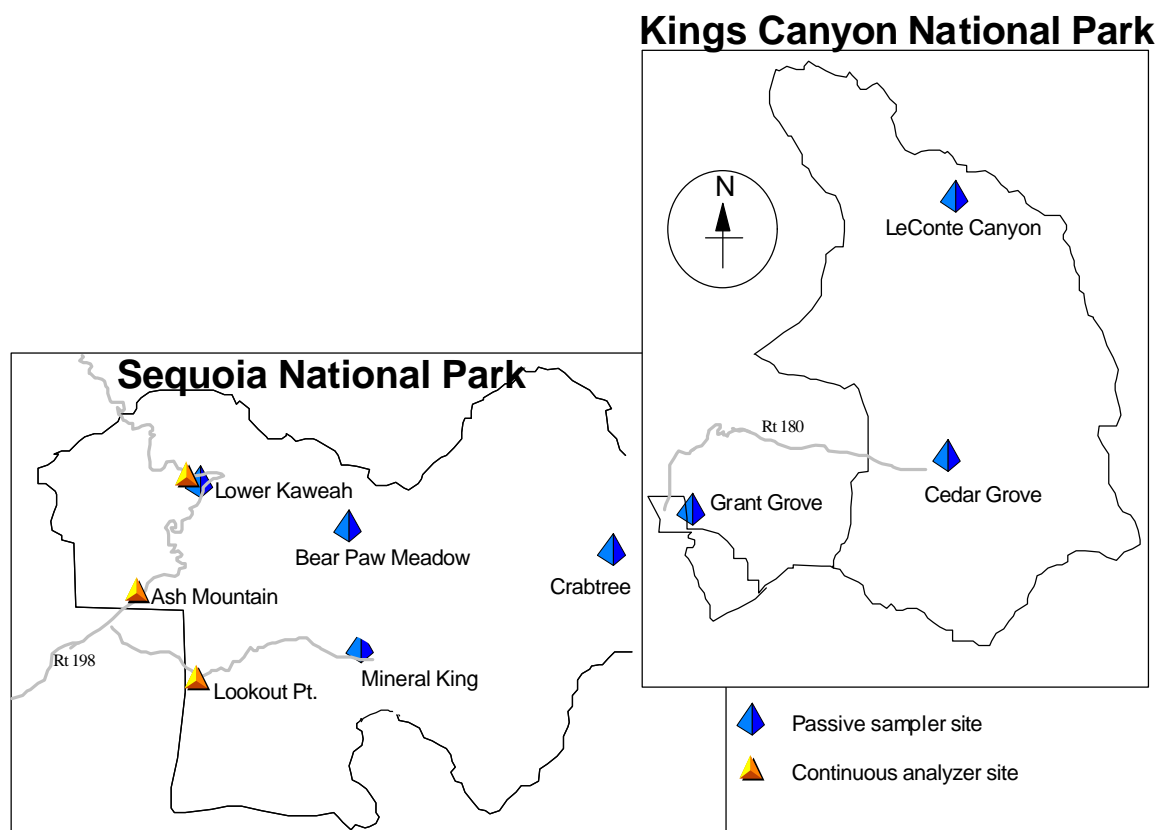 Kings Canyon National Park
N
LeConte Canyon
Sequoia National Park
Rt 180
Cedar Grove
Grant Grove
Lower Kaweah
Bear Paw Meadow
Crabtree
Ash Mountain
Rt 198
Mineral King
Lookout Pt.
Passive sampler site
Continuous analyzer site